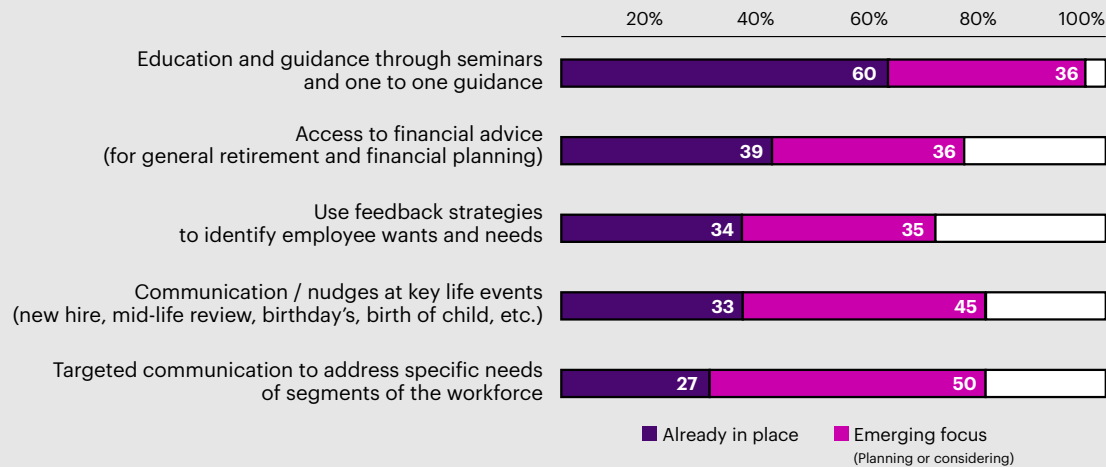 20% 40% 60% 80% 100%
Education and guidance through seminars
and one to one guidance
60 36
Access to financial advice
(for general retirement and financial planning)
39 36
Use feedback strategies
to identify employee wants and needs
34 35
Communication / nudges at key life events
(new hire, mid-life review, birthday's, birth of child, etc.)
33 45
Targeted communication to address specific needs
of segments of the workforce
27 50
Already in place Emerging focus
(Planning or considering)